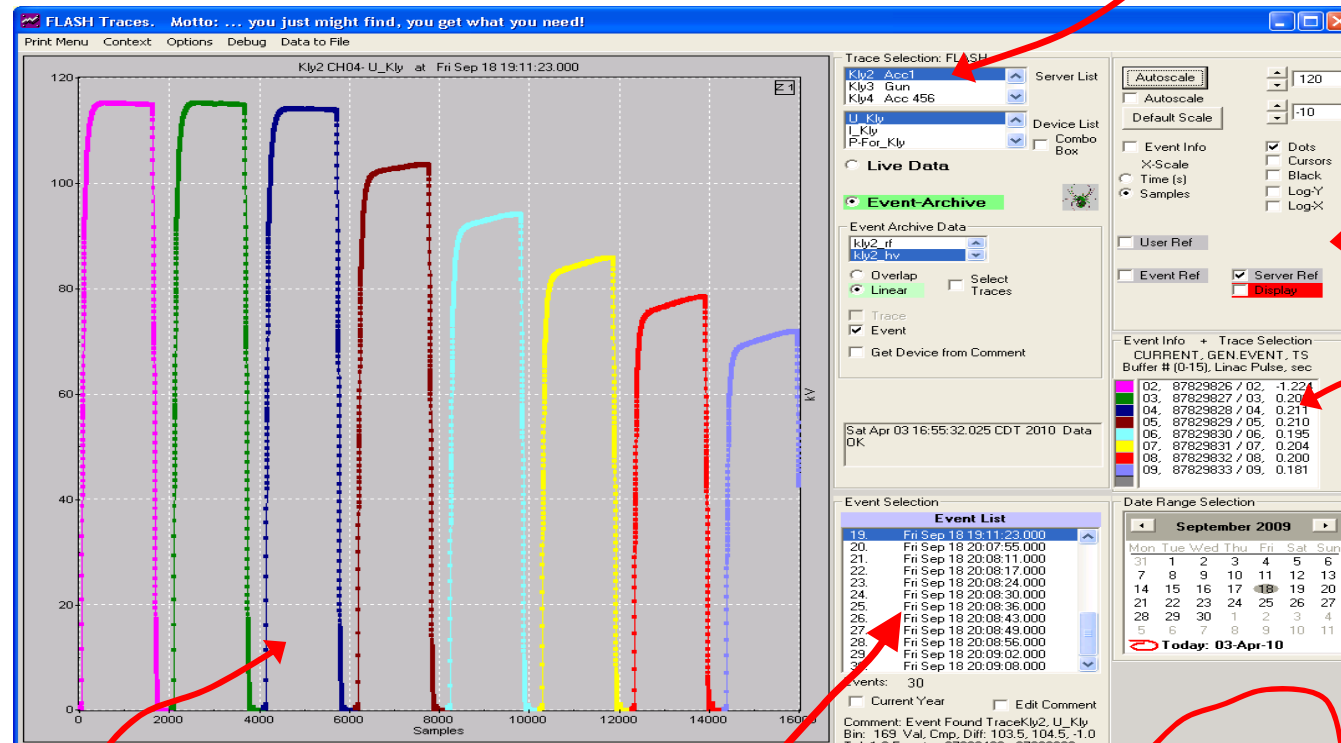 FLASH Traces. Motto: ... you just might find, you get what you need!
Print Menu Context Options Debug Data to File
Kly2 CH04- U_Kly at Fri Sep 18 19:11:23.000
Z 1
120
100
80
60
40
20
0
kV
0 2000 4000 6000 8000 10000 12000 14000 16000
Samples
Trace Selection: FLASH
Kly2 Acc1
Kly3 Gun
Kly4 Acc 456
Server List
U_Kly
I_Kly
P-For_Kly
Device List
Combo
Box
Live Data
Event-Archive
Event Archive Data
kly2_rf
kly2_hv
Overlap
Linear
Select
Traces
Trace
Event
Get Device from Comment
Sat Apr 03 16:55:32.025 CDT 2010 Data
OK
Event Selection
Event List
19. Fri Sep 18 19:11:23.000
20. Fri Sep 18 20:07:55.000
21. Fri Sep 18 20:08:11.000
22. Fri Sep 18 20:08:17.000
23. Fri Sep 18 20:08:24.000
24. Fri Sep 18 20:08:30.000
25. Fri Sep 18 20:08:36.000
26. Fri Sep 18 20:08:43.000
27. Fri Sep 18 20:08:49.000
28. Fri Sep 18 20:08:56.000
29. Fri Sep 18 20:09:02.000
Fri Sep 18 20:09:08.000
Events: 30
Current Year
Edit Comment
Comment: Event Found TraceKly2, U_Kly
Bin: 169 Val, Cmp, Diff: 103.5, 104.5, -1.0
Autoscale
Autoscale
Default Scale
120
-10
Event Info
X-Scale
Time (s)
Samples
Dots
Cursors
Black
Log-Y
Log-X
User Ref
Event Ref
Server Ref
Display
Event Info + Trace Selection
CURRENT, GEN.EVENT, TS
Buffer # (0-15), Linac Pulse, sec
02, 87829826 / 02, -1.224
03, 87829827 / 03,
04, 87829828 / 04, 0.211
05, 87829829 / 05, 0.210
06, 87829830 / 06, 0.195
07, 87829831 / 07, 0.204
08, 87829832 / 08, 0.200
09, 87829833 / 09, 0.181
Date Range Selection
September 2009
Mon Tue Wed Thu Fri Sat Sun
31 1 2 3 4 5 6
7 8 9 10 11 12 13
14 15 16 17 18 19 20
21 22 23 24 25 26 27
28 29 30 1 2 3 4
5 6 7 8 9 10 11
Today: 03-Apr-10